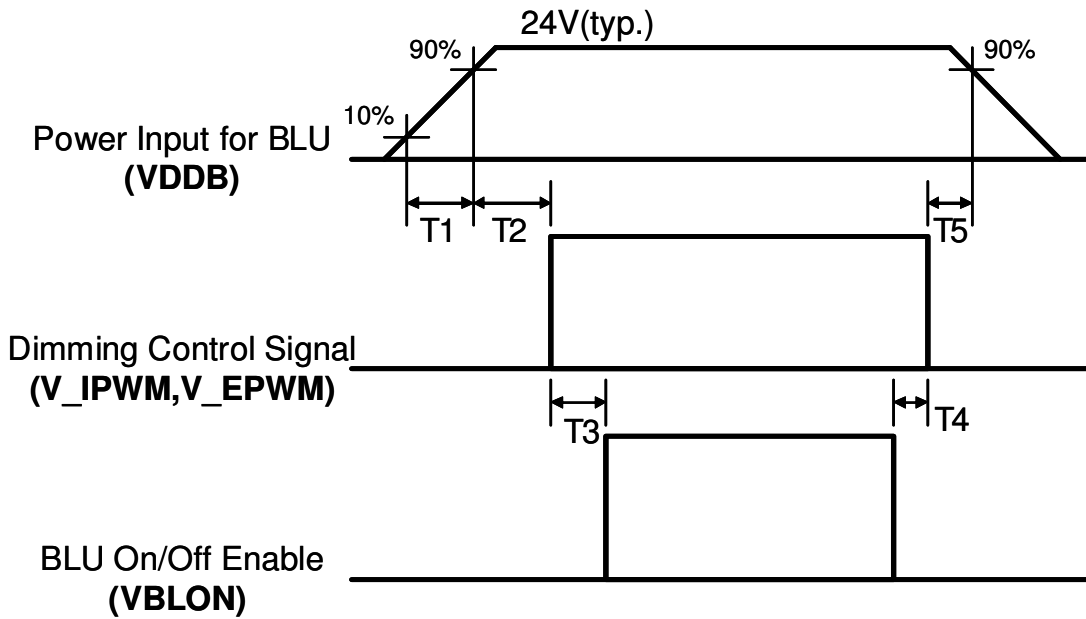 24V(typ.)
90%
90%
10%
Power Input for BLU
(VDDB)
T1
T2
T5
Dimming Control Signal
(V_IPWM,V_EPWM)
T3
T4
BLU On/Off Enable
(VBLON)